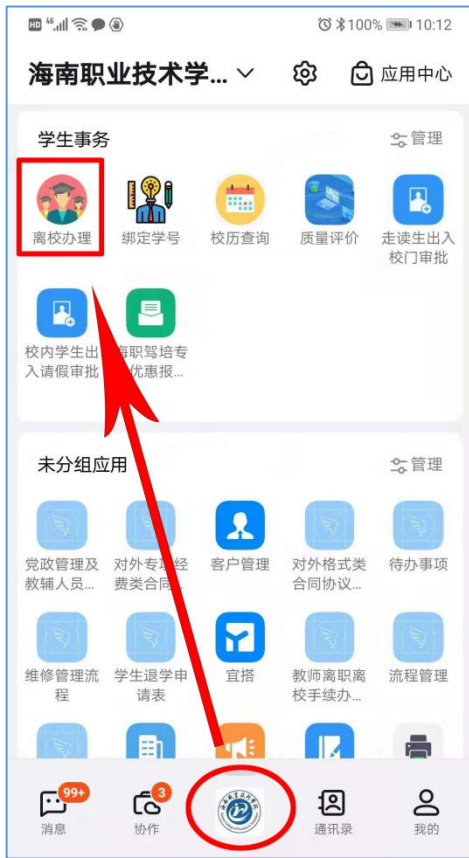 HD 46 100% 10:12
海南职业技术学... 应用中心
学生事务 管理
离校办理 绑定学号 校历查询 质量评价 走读生出入
校门审批
校内学生出 海职驾培专
入请假审批 优惠报...
未分组应用 管理
党政管理及 对外专项经 客户管理 对外格式类 待办事项
教辅人员... 费类合同... 合同协议...
维修管理流 学生退学申 宜搭 教师离职离 流程管理
程 请表 校手续办...
99+ 3
消息 协作 通讯录 我的